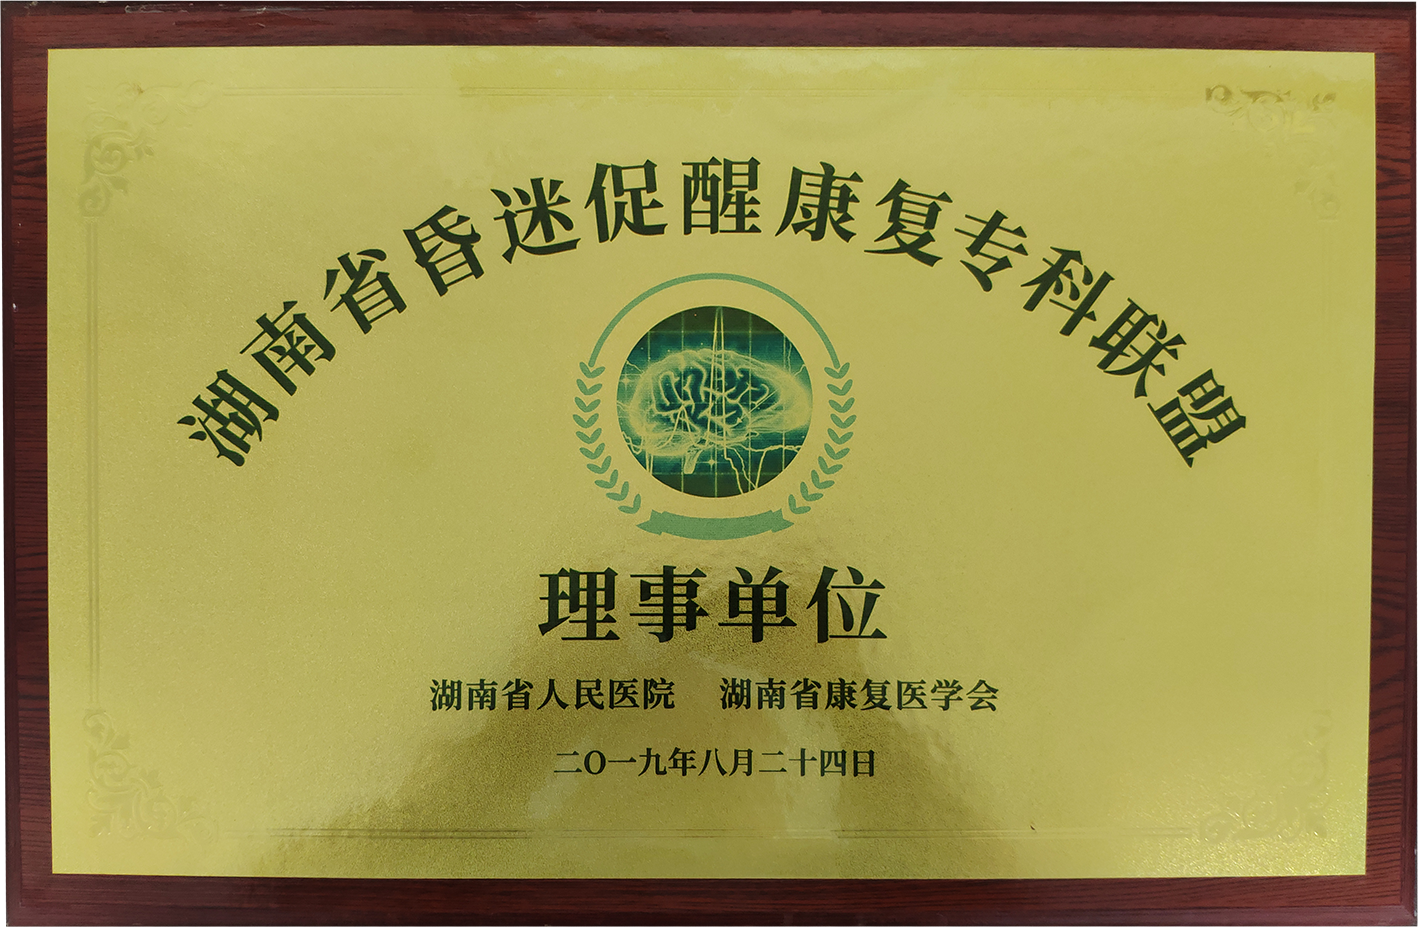 湖南省昏迷促醒康复专科联盟
理事单位
湖南省人民医院 湖南省康复医学会
二O一九年八月二十四日